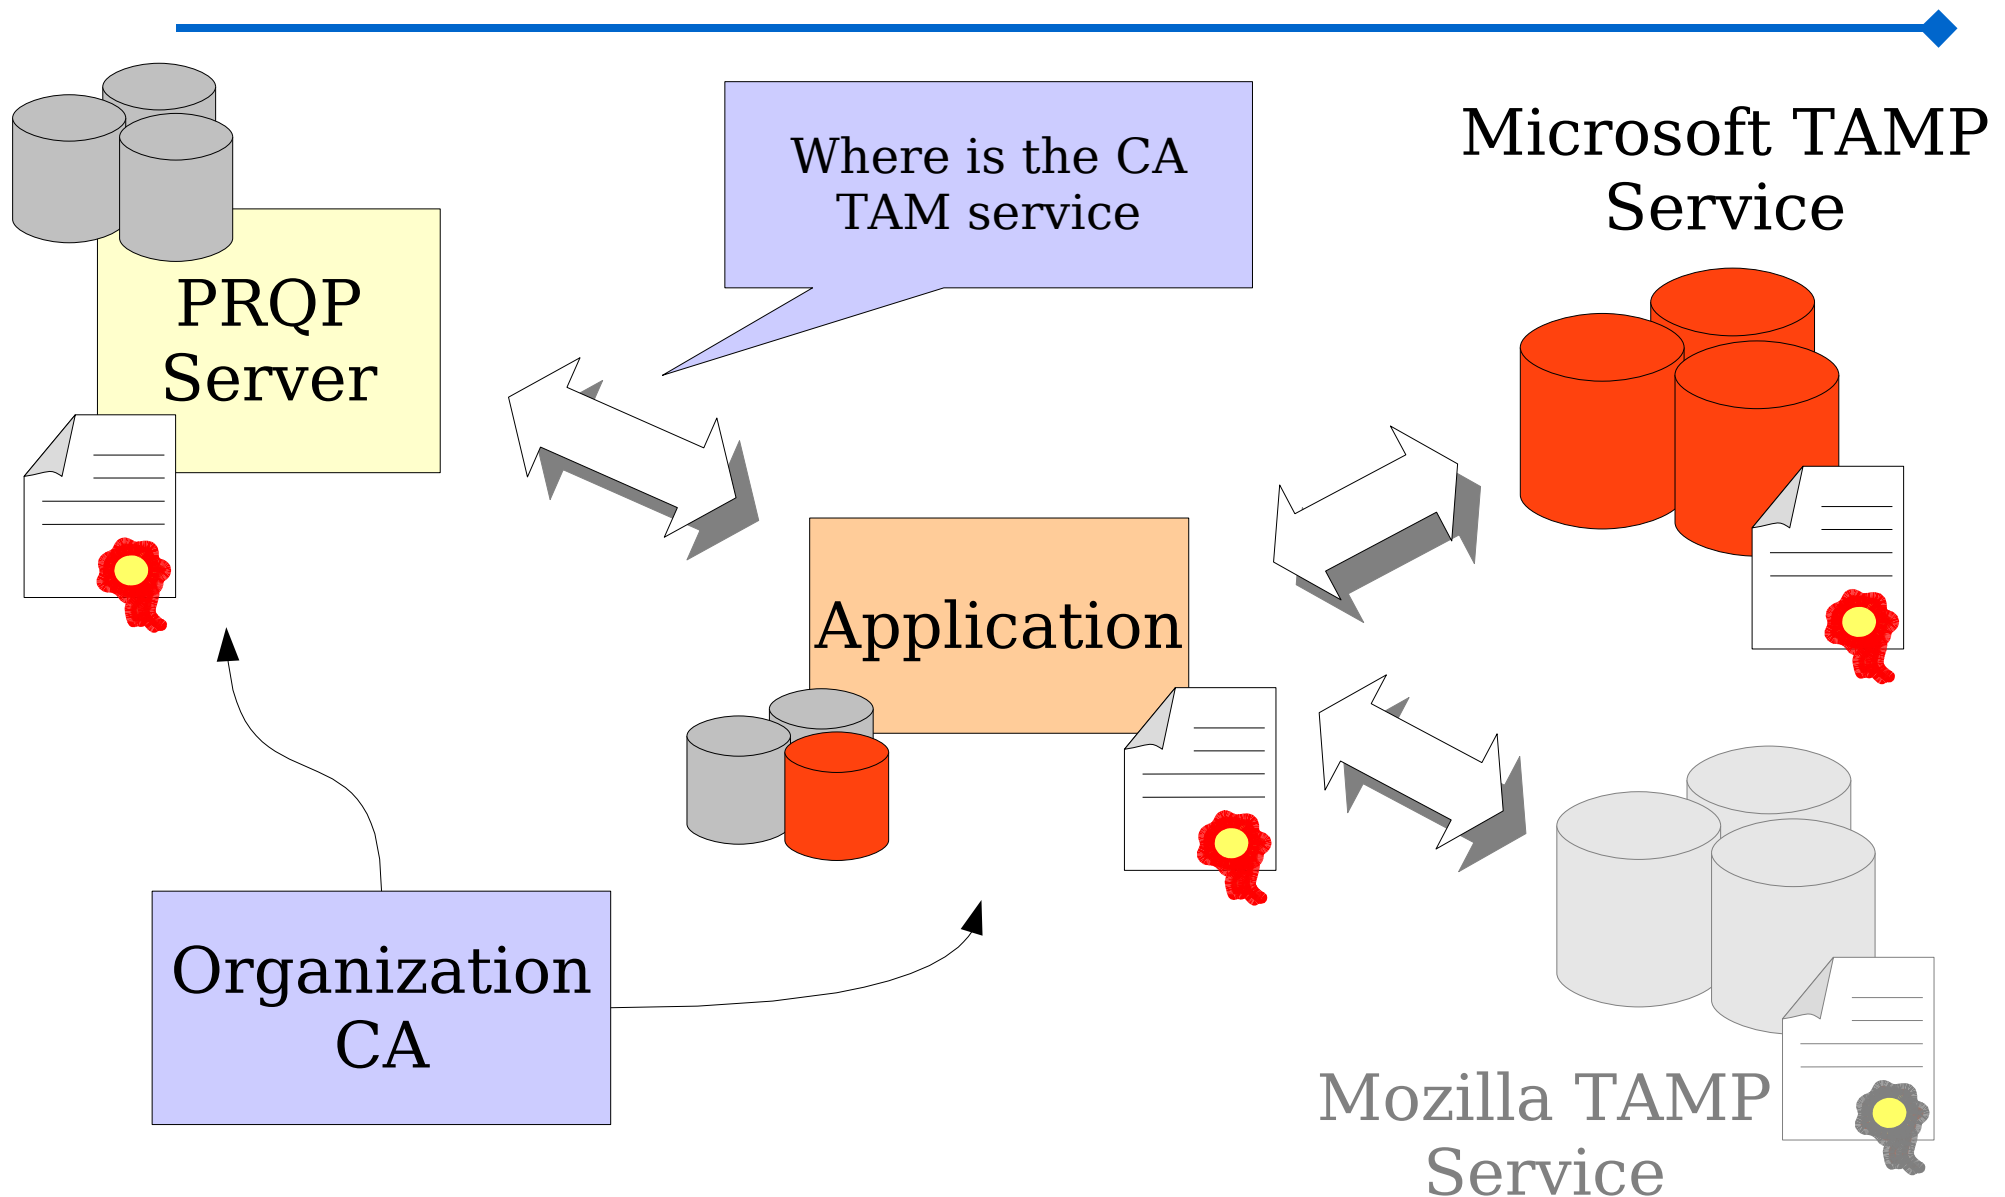 Where is the CA
TAM service
Microsoft TAMP
Service
PRQP
Server
Application
Organization
CA
Mozilla TAMP
Service